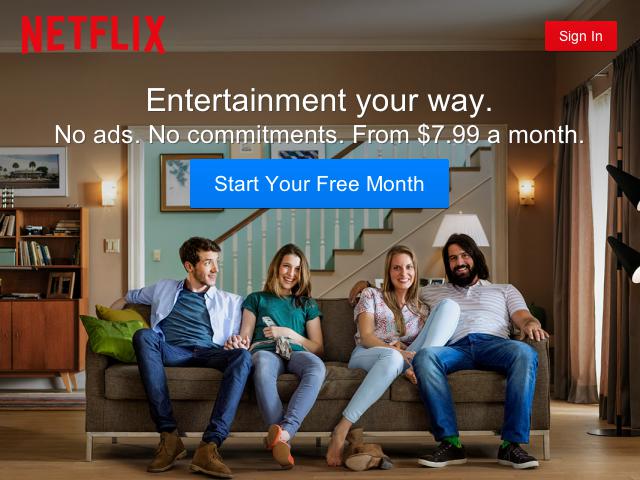 NETFLIX
Sign In
Entertainment your way.
No ads. No commitments. From $7.99 a month.
Start Your Free Month